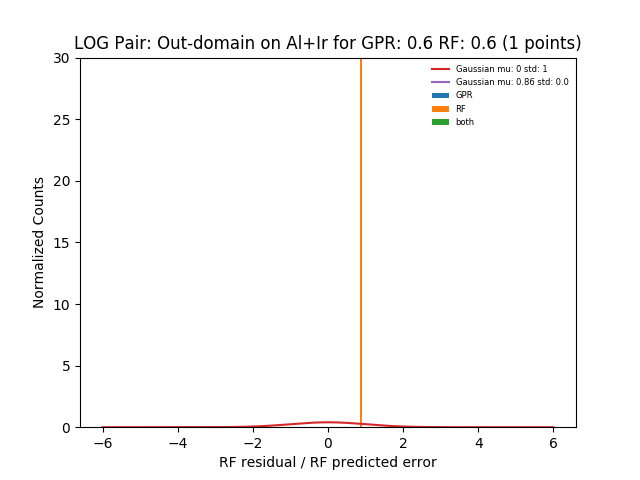 LOG Pair: Out-domain on Al+Ir for GPR: 0.6 RF: 0.6 (1 points)
Gaussian mu: 0 std: 1
Gaussian mu: 0.86 std: 0.0
GPR
RF
both
30
25
20
15
10
5
0
Normalized Counts
−6 −4 −2 0 2 4 6
RF residual / RF predicted error